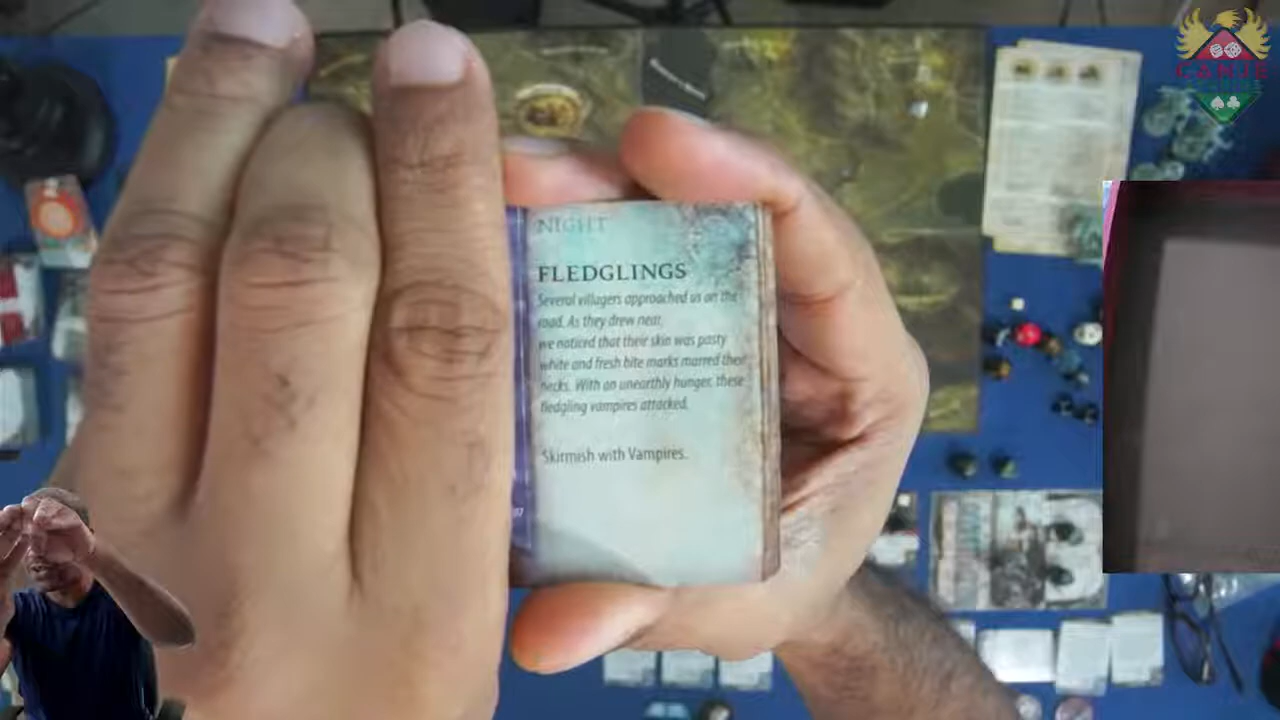 CANJE
NIGHT
FLEDGLINGS
Several villagers approached us on the
road. As they drew near,
we noticed that their skin was pasty
white and fresh bite marks marred their
necks. With an unearthly hunger, these
fledgling vampires attacked.
Skirmish with Vampires.